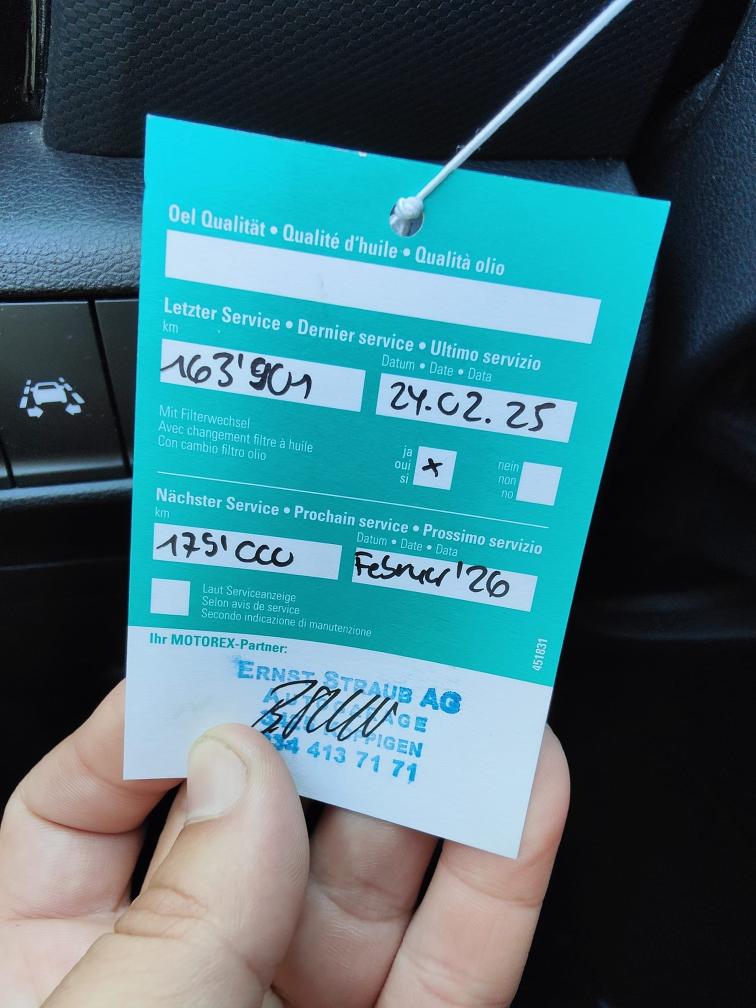 Oel Qualität • Qualité d'huile • Qualità olio
Letzter Service • Dernier service • Ultimo servizio
km
Datum • Date • Data
163'901
24.02.25
Mit Filterwechsel
Avec changement filtre à huile
Con cambio filtro olio
ja
oui
si
x
nein
non
no
Nächster Service • Prochain service • Prossimo servizio
km
Datum • Date • Data
175'000
Februar '26
Laut Serviceanzeige
Selon avis de service
Secondo indicazione di manutenzione
451831
Ihr MOTOREX-Partner:
ERNST STRAUB AG
AUTOGARAGE
034 413 71 71